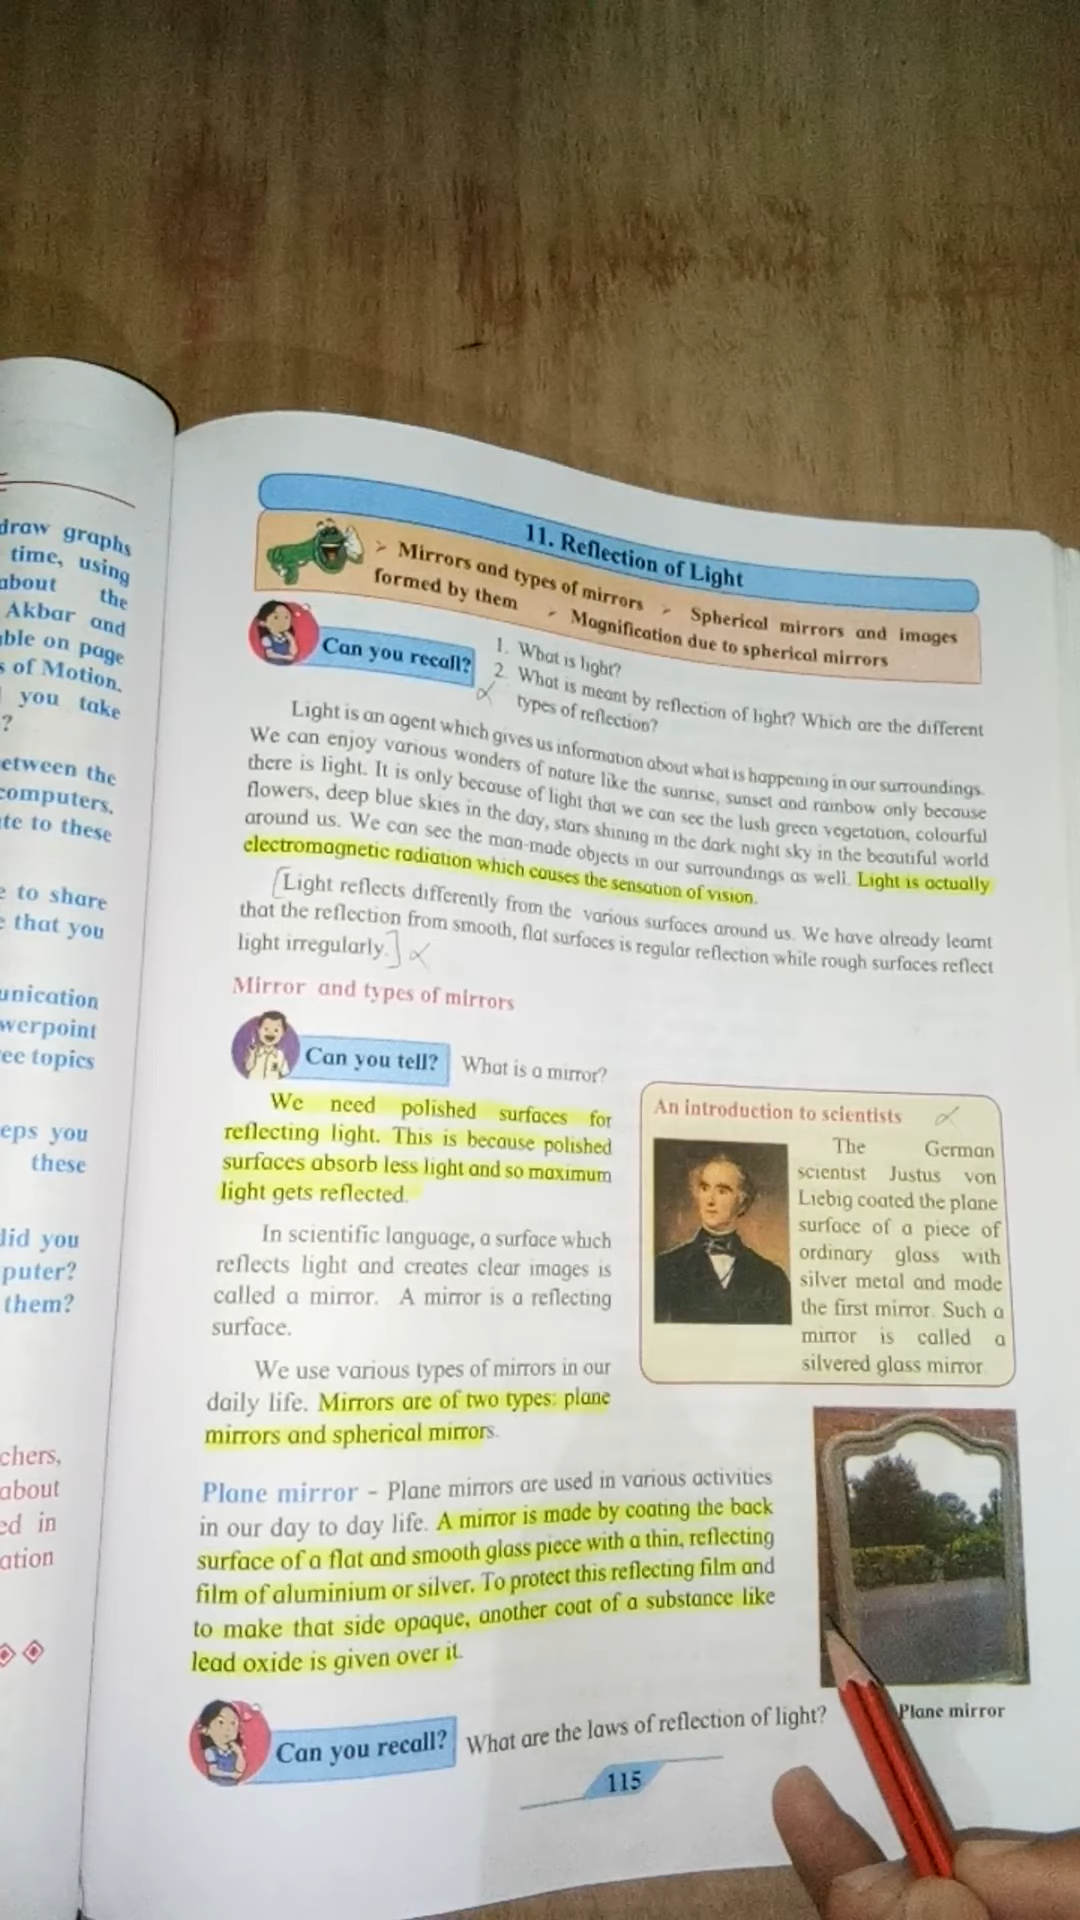 draw graphs
time, using
about the
Akbar and
on page
of Motion.
you take
?
the
computers.
to these
to share
that you
topics
you
these
you
them?
about
in
11. Reflection of Light
➢ Mirrors and types of mirrors ➢ Spherical mirrors and images
formed by them ➢ Magnification due to spherical mirrors
Can you recall?
1. What is light?
2. What is meant by reflection of light? Which are the different
types of reflection?
Light is an agent which gives us information about what is happening in our surroundings.
We can enjoy various wonders of nature like the sunrise, sunset and rainbow only because
there is light. It is only because of light that we can see the lush green vegetation, colourful
flowers, deep blue skies in the day, stars shining in the dark night sky in the beautiful world
around us. We can see the man-made objects in our surroundings as well. Light is actually
electromagnetic radiation which causes the sensation of vision.
Light reflects differently from the various surfaces around us. We have already learnt
that the reflection from smooth, flat surfaces is regular reflection while rough surfaces reflect
light irregularly.
Mirror and types of mirrors
Can you tell? What is a mirror?
We need polished surfaces for
reflecting light. This is because polished
surfaces absorb less light and so maximum
light gets reflected.
In scientific language, a surface which
reflects light and creates clear images is
called a mirror. A mirror is a reflecting
surface.
We use various types of mirrors in our
daily life. Mirrors are of two types: plane
mirrors and spherical mirrors.
An introduction to scientists
The German
scientist Justus von
Liebig coated the plane
surface of a piece of
ordinary glass with
silver metal and made
the first mirror. Such a
mirror is called a
silvered glass mirror
Plane mirror - Plane mirrors are used in various activities
in our day to day life. A mirror is made by coating the back
surface of a flat and smooth glass piece with a thin, reflecting
film of aluminium or silver. To protect this reflecting film and
to make that side opaque, another coat of a substance like
lead oxide is given over it.
Plane mirror
Can you recall? What are the laws of reflection of light?
115